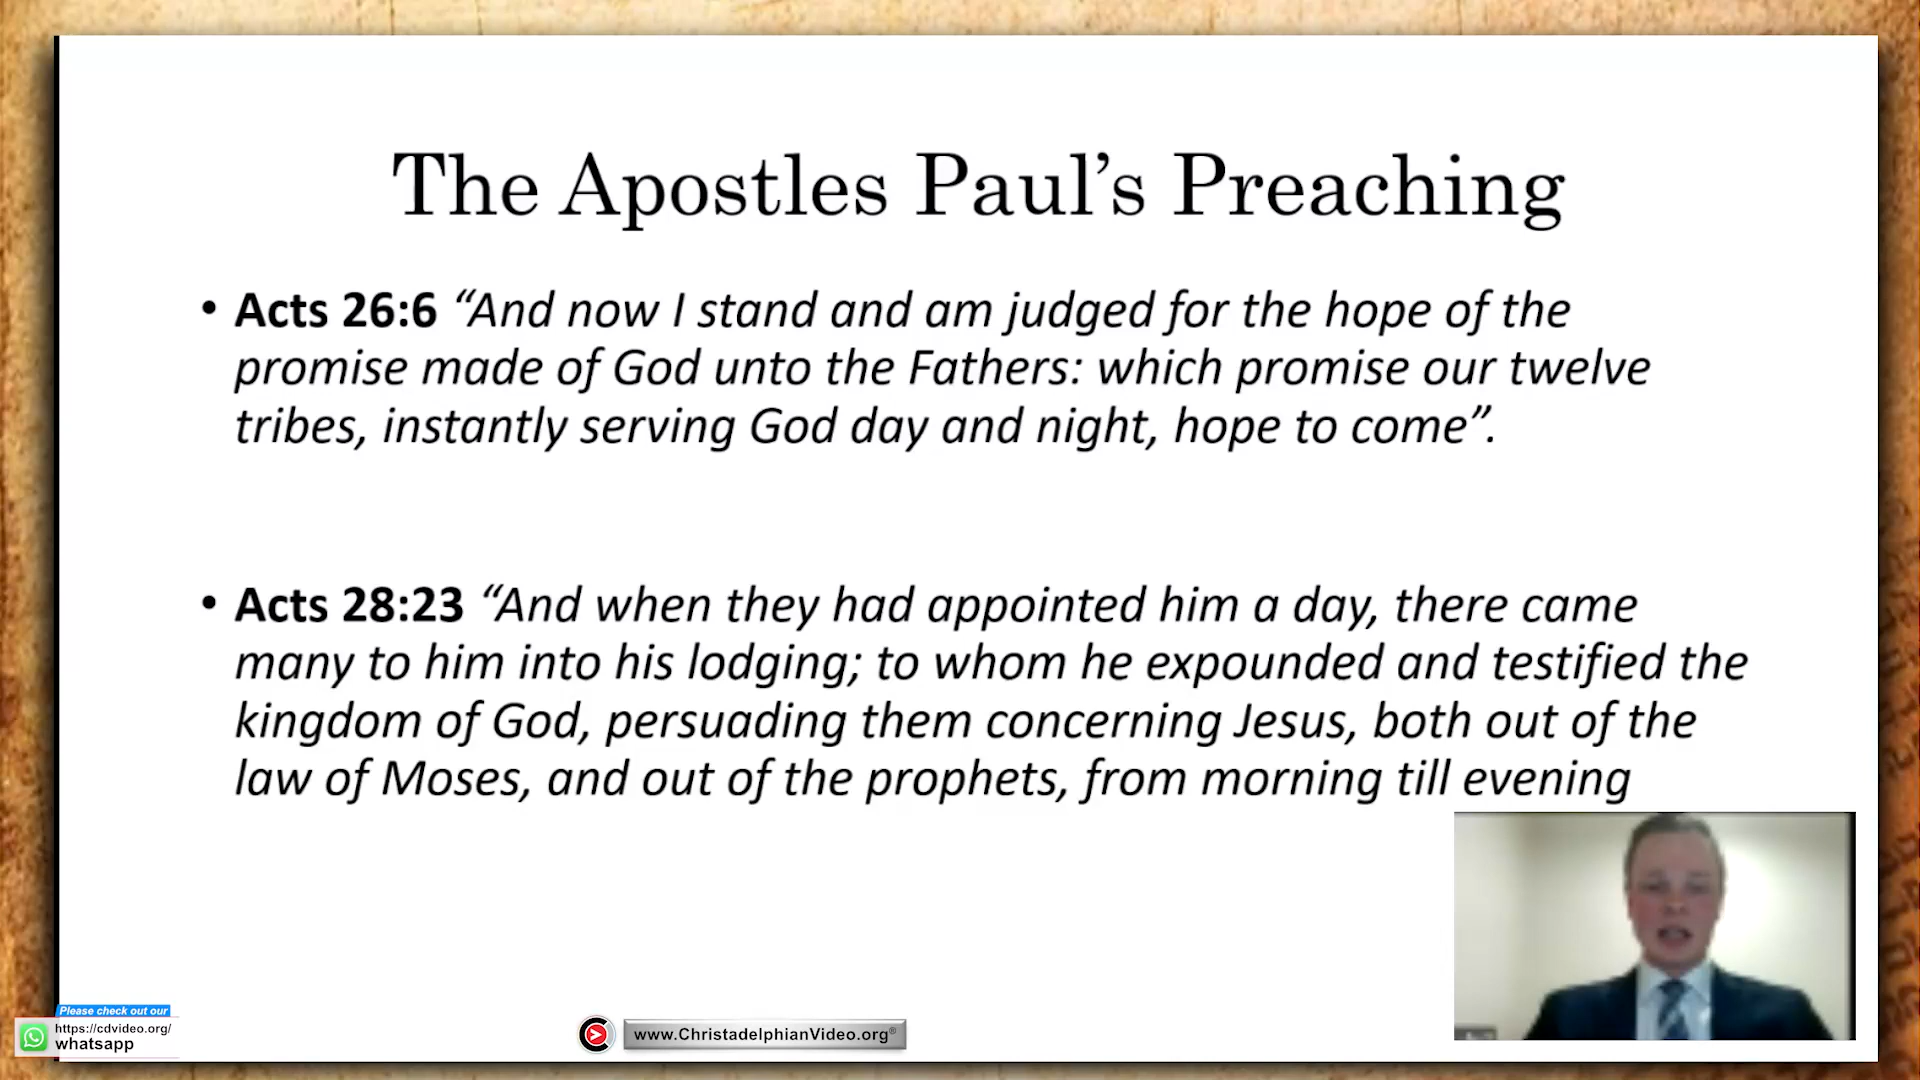 The Apostles Paul’s Preaching
• Acts 26:6 “And now I stand and am judged for the hope of the
promise made of God unto the Fathers: which promise our twelve
tribes, instantly serving God day and night, hope to come”.
• Acts 28:23 “And when they had appointed him a day, there came
many to him into his lodging; to whom he expounded and testified the
kingdom of God, persuading them concerning Jesus, both out of the
law of Moses, and out of the prophets, from morning till evening
Please check out our
https://cdvideo.org/
whatsapp
www.ChristadelphianVideo.org®